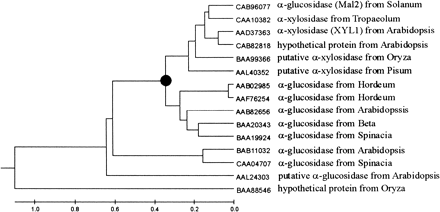 CAB96077 α-glucosidase (Mal2) from Solanum
CAA10382 α-xylosidase from Tropaeolum
AAD37363 α-xylosidase (XYL1) from Arabidopsis
CAB82818 hypothetical protein from Arabidopsis
BAA99366 putative α-xylosidase from Oryza
AAL40352 putative α-xylosidase from Pisum
AAB02985 α-glucosidase from Hordeum
AAF76254 α-glucosidase from Hordeum
AAB82656 α-glucosidase from Arabidopssis
BAA20343 α-glucosidase from Beta
BAA19924 α-glucosidase from Spinacia
BAB11032 α-glucosidase from Arabidopsis
CAA04707 α-glucosidase from Spinacia
AAL24303 putative α-glucosidase from Arabidopsis
BAA88546 hypothetical protein from Oryza
1.0 0.8 0.6 0.4 0.2 0.0